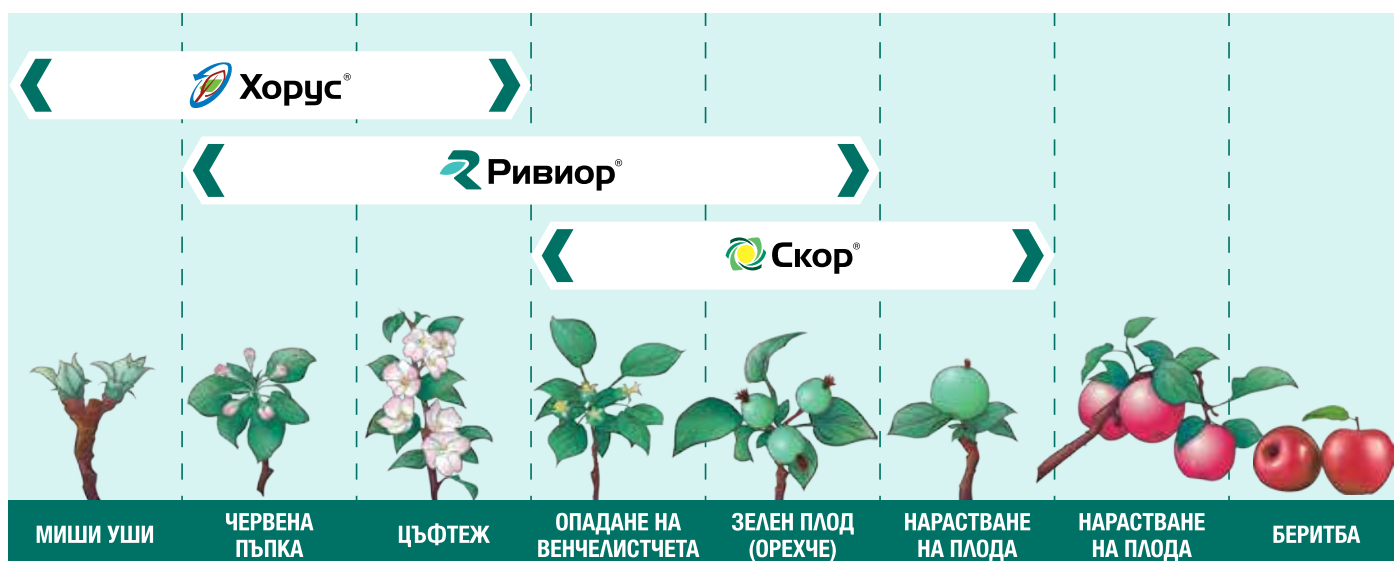 Хорус®
Ривиор®
Скор®
МИШИ УШИ
ЧЕРВЕНА
ПЪПКА
ЦЪФТЕЖ
ОПАДАНЕ НА
ВЕНЧЕЛИСТЧЕТА
ЗЕЛЕН ПЛОД
(ОРЕХЧЕ)
НАРАСТВАНЕ
НА ПЛОДА
НАРАСТВАНЕ
НА ПЛОДА
БЕРИТБА